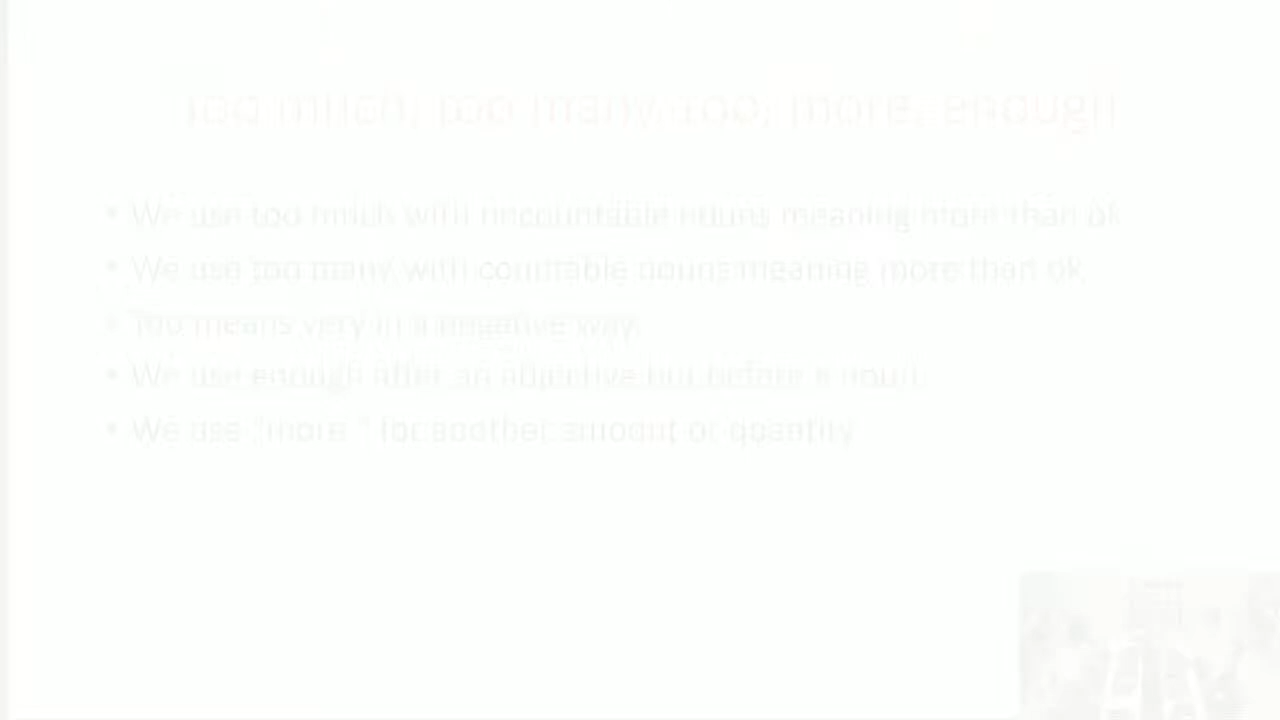 Too much, too many, too, more, enough
• We use too much with uncountable nouns meaning more than ok
• We use too many with countable nouns meaning more than ok.
• Too means very in a negative way.
• We use enough after an adjective but before a noun.
• We use "more " for another amount or quantity